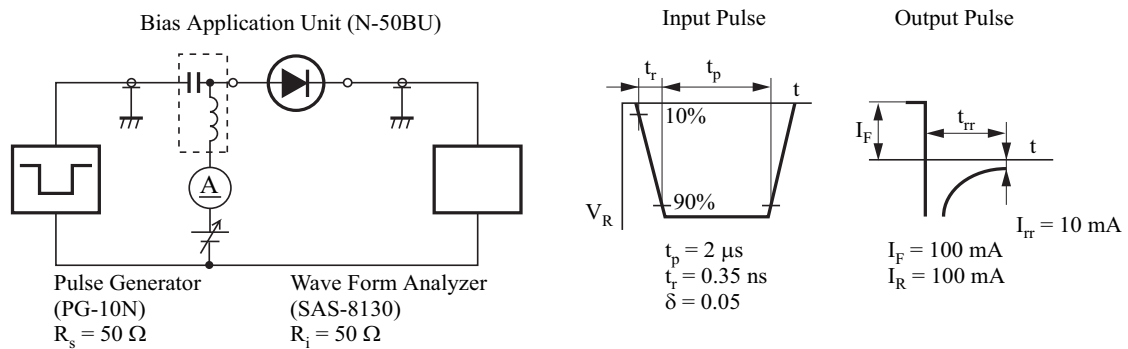 Bias Application Unit (N-50BU)
A
Pulse Generator
(PG-10N)
R_s = 50 Ω
Wave Form Analyzer
(SAS-8130)
R_i = 50 Ω
Input Pulse
t_r
t_p
t
10%
90%
V_R
t_p = 2 μs
t_r = 0.35 ns
δ = 0.05
Output Pulse
I_F
t_rr
t
I_rr = 10 mA
I_F = 100 mA
I_R = 100 mA